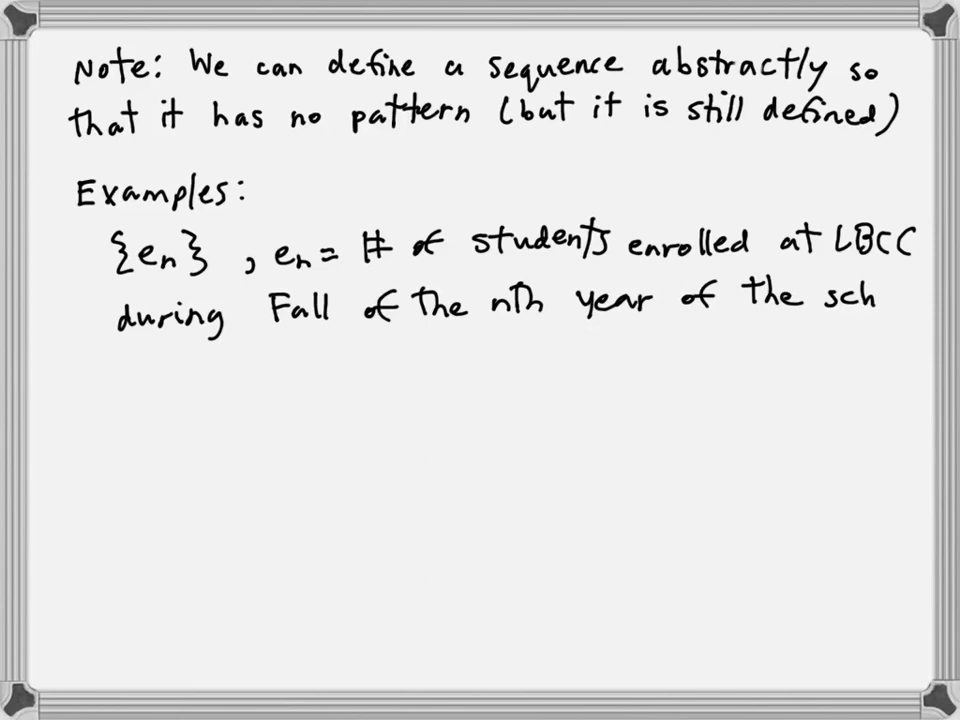 Note: We can define a sequence abstractly so
that it has no pattern (but it is still defined)
Examples:
{eₙ} , eₙ = # of students enrolled at LBCC
during Fall of the nth year of the sch